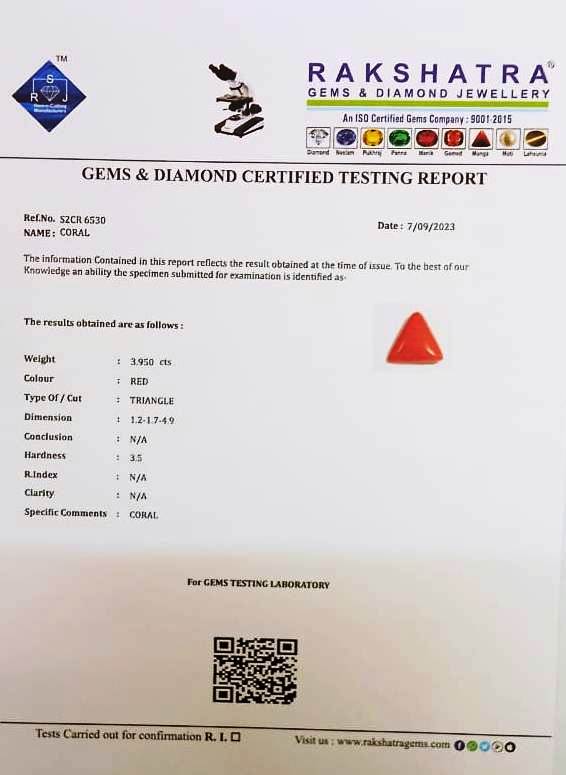 TM
S
R J
Gems Cutting
Manufacturers
RAKSHATRA®
GEMS & DIAMOND JEWELLERY
An ISO Certified Gems Company : 9001-2015
Diamond Neelam Pukhraj Panna Manik Gomed Munga Moti Lahsunia
GEMS & DIAMOND CERTIFIED TESTING REPORT
Ref.No. SZCR 6530
Date : 7/09/2023
NAME : CORAL
The information Contained in this report reflects the result obtained at the time of issue. To the best of our
Knowledge an ability the specimen submitted for examination is identified as-
The results obtained are as follows :
Weight : 3.950 cts
Colour : RED
Type Of / Cut : TRIANGLE
Dimension : 1.2-1.7-4.9
Conclusion : N/A
Hardness : 3.5
R.Index : N/A
Clarity : N/A
Specific Comments : CORAL
For GEMS TESTING LABORATORY
Tests Carried out for confirmation R. I. ☐
Visit us : www.rakshatragems.com